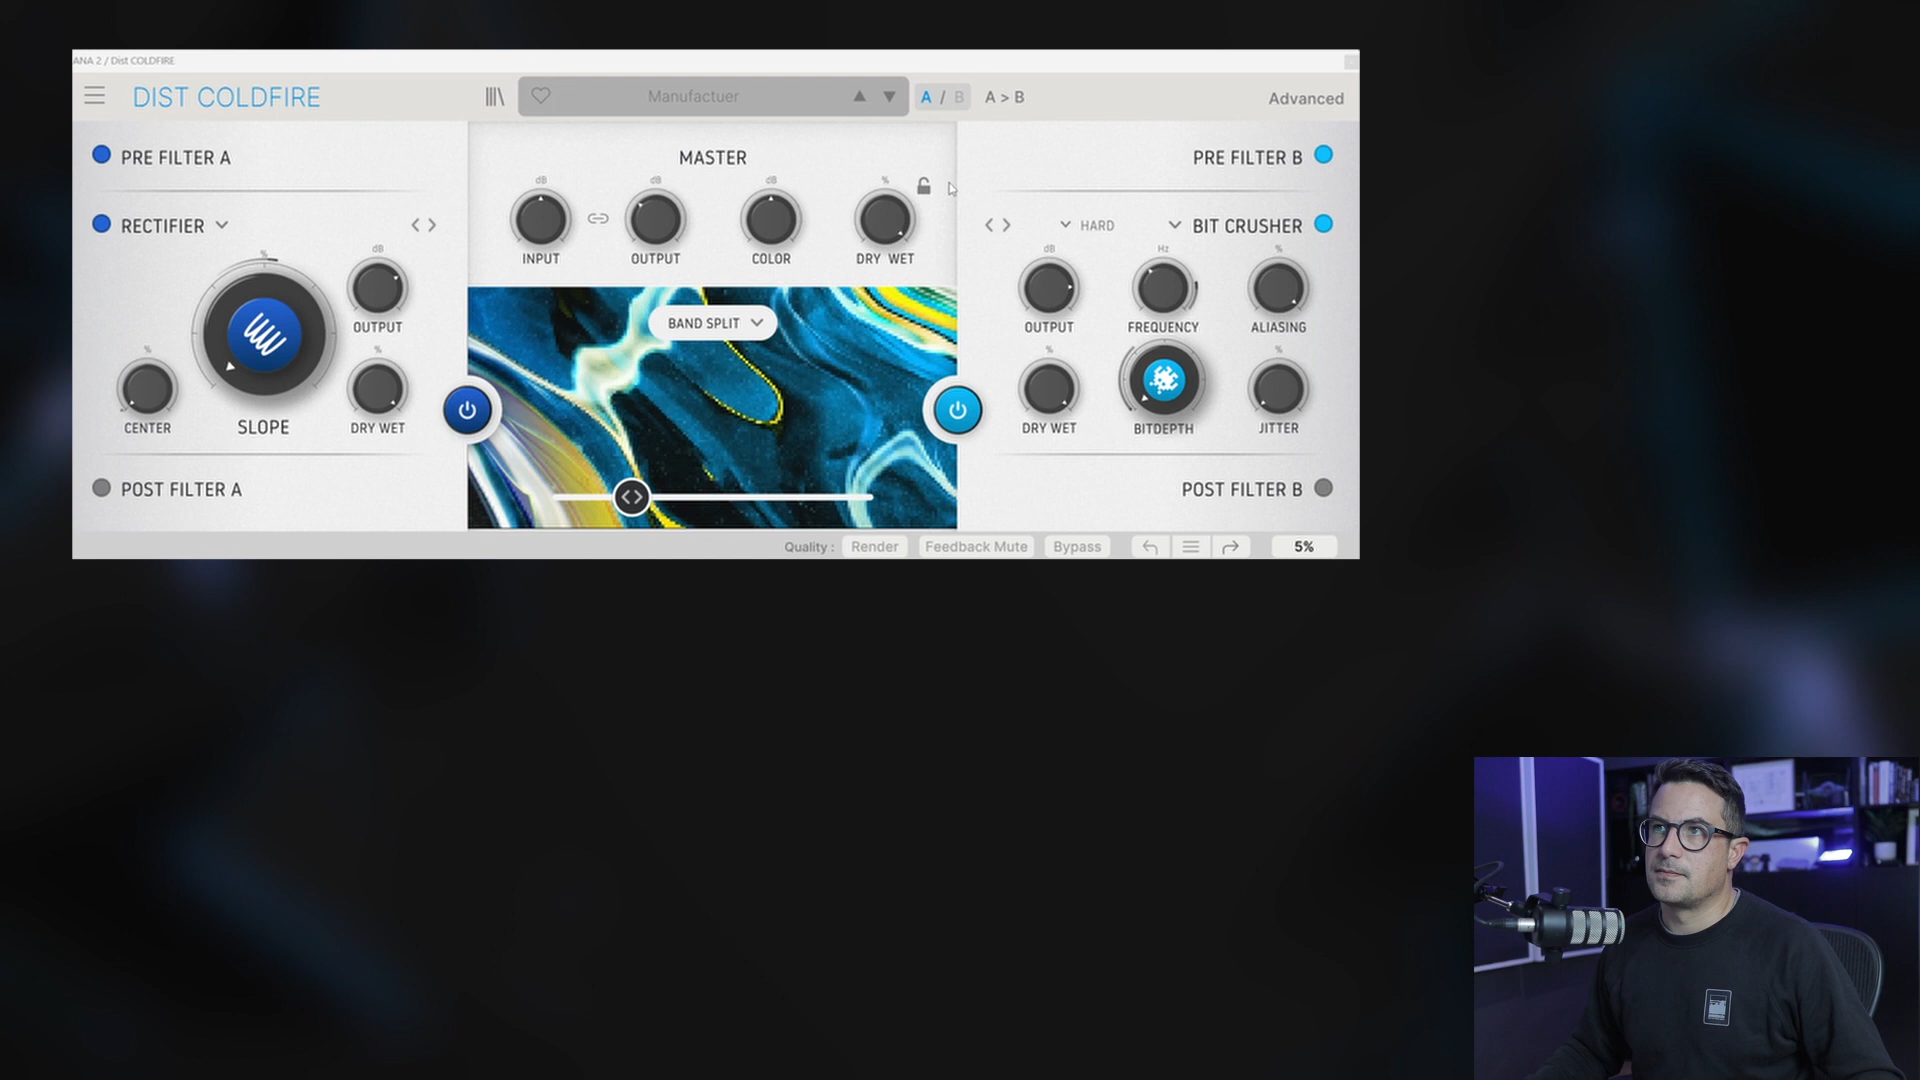 ANA 2 / Dist COLDFIRE
DIST COLDFIRE
Manufactuer
A / B
A > B
Advanced
PRE FILTER A
MASTER
PRE FILTER B
dB
dB
dB
%
RECTIFIER
HARD
BIT CRUSHER
INPUT
OUTPUT
COLOR
DRY WET
%
dB
OUTPUT
%
CENTER
SLOPE
%
DRY WET
BAND SPLIT
dB
Hz
%
OUTPUT
FREQUENCY
ALIASING
%
%
DRY WET
BITDEPTH
JITTER
POST FILTER A
POST FILTER B
Quality :
Render
Feedback Mute
Bypass
5%